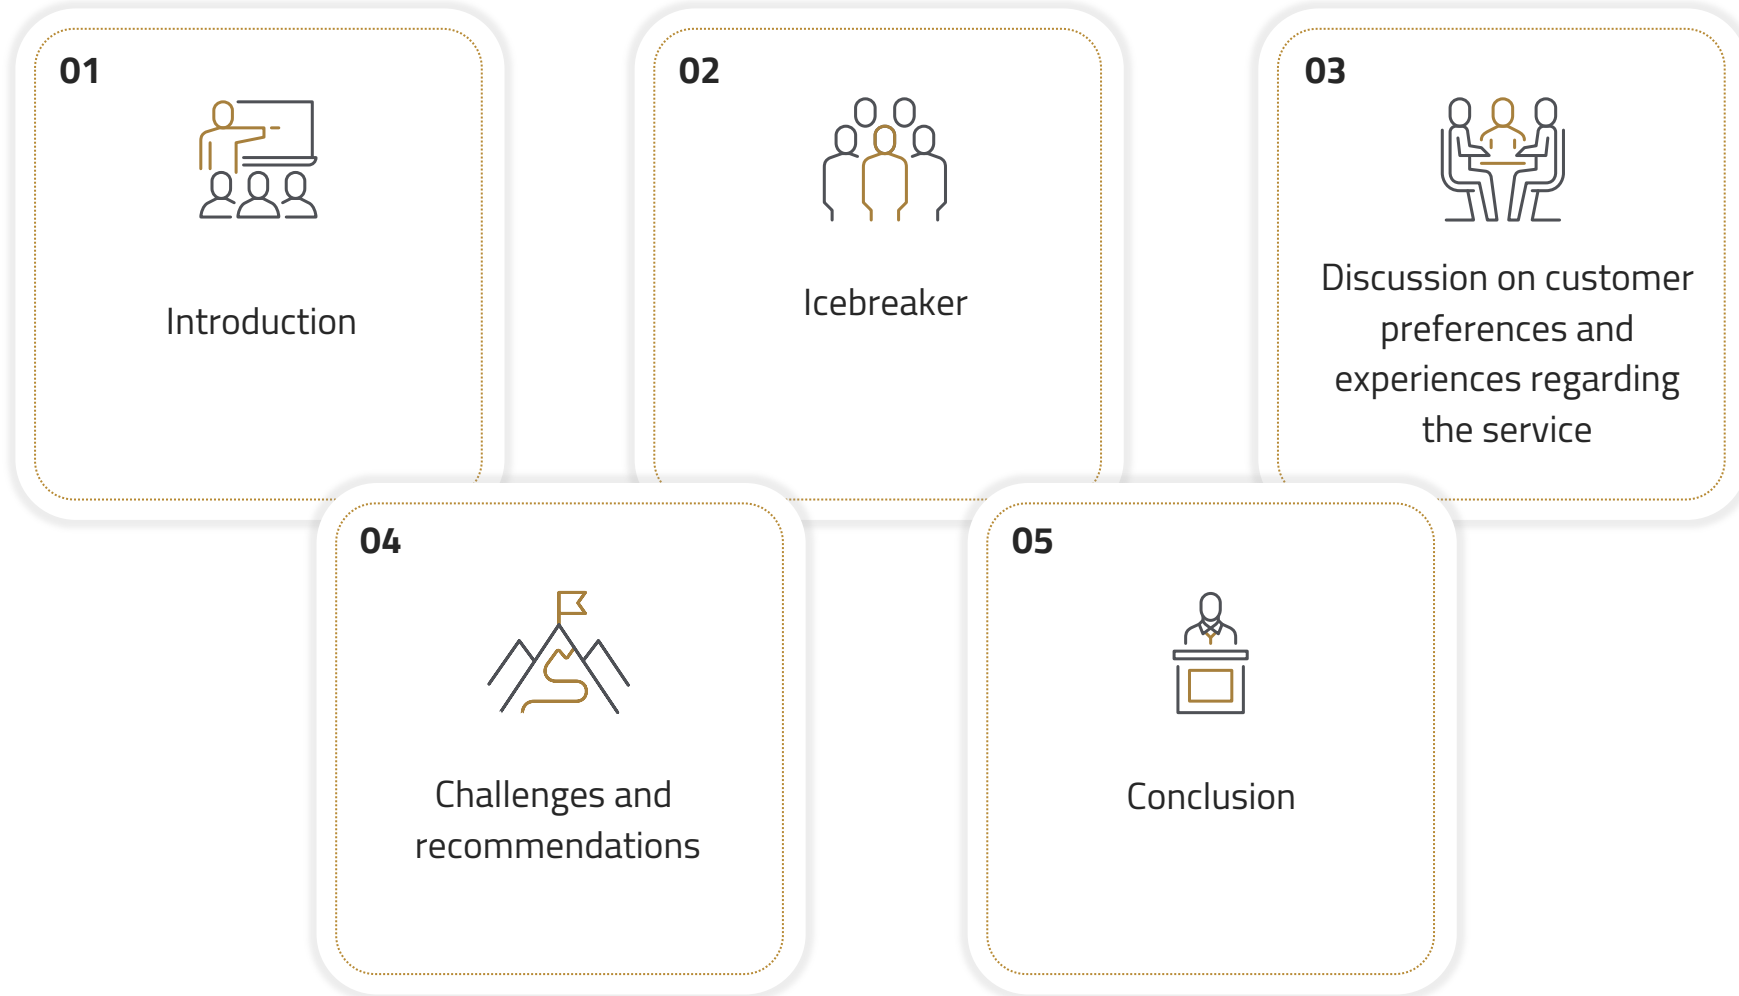 01
Introduction
02
Icebreaker
03
Discussion on customer
preferences and
experiences regarding
the service
04
Challenges and
recommendations
05
Conclusion